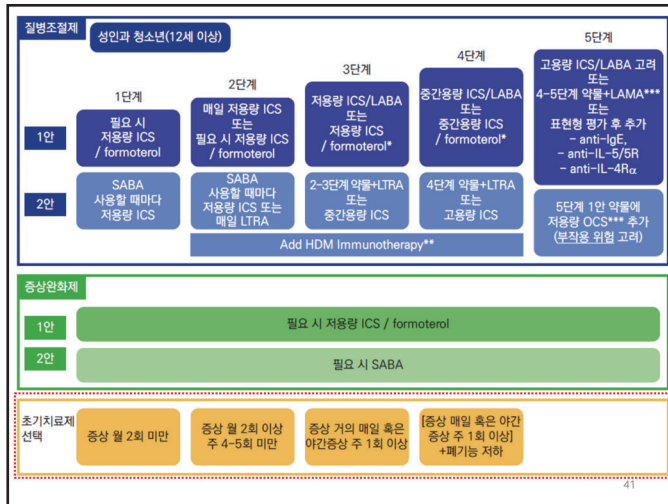 질병조절제
성인과 청소년(12세 이상)
1단계
2단계
3단계
4단계
5단계
1안
필요 시
저용량 ICS
/ formoterol
매일 저용량 ICS
또는
필요 시 저용량 ICS
/ formoterol
저용량 ICS/LABA
또는
저용량 ICS
/ formoterol*
중간용량 ICS/LABA
또는
중간용량 ICS
/ formoterol*
고용량 ICS/LABA 고려
또는
4-5단계 약물+LAMA***
또는
표현형 평가 후 추가
- anti-IgE,
- anti-IL-5/5R
- anti-IL-4Rα
2안
SABA
사용할 때마다
저용량 ICS
SABA
사용할 때마다
저용량 ICS 또는
매일 LTRA
2-3단계 약물+LTRA
또는
중간용량 ICS
4단계 약물+LTRA
또는
고용량 ICS
5단계 1안 약물에
저용량 OCS*** 추가
(부작용 위험 고려)
Add HDM Immunotherapy**
증상완화제
1안
필요 시 저용량 ICS / formoterol
2안
필요 시 SABA
초기치료제
선택
증상 월 2회 미만
증상 월 2회 이상
주 4-5회 미만
증상 거의 매일 혹은
야간증상 주 1회 이상
[증상 매일 혹은 야간
증상 주 1회 이상]
+폐기능 저하
41